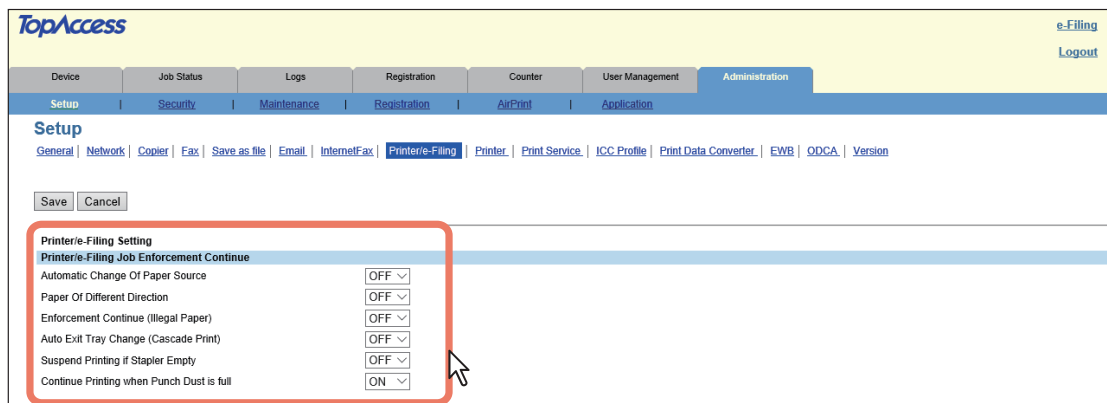 TopAccess
e-Filing
Logout
Device Job Status Logs Registration Counter User Management Administration
Setup | Security | Maintenance | Registration | AirPrint | Application
Setup
General | Network | Copier | Fax | Save as file | Email | InternetFax | Printer/e-Filing | Printer | Print Service | ICC Profile | Print Data Converter | EWB | ODCA | Version
Save Cancel
Printer/e-Filing Setting
Printer/e-Filing Job Enforcement Continue
Automatic Change Of Paper Source OFF
Paper Of Different Direction OFF
Enforcement Continue (Illegal Paper) OFF
Auto Exit Tray Change (Cascade Print) OFF
Suspend Printing if Stapler Empty OFF
Continue Printing when Punch Dust is full ON